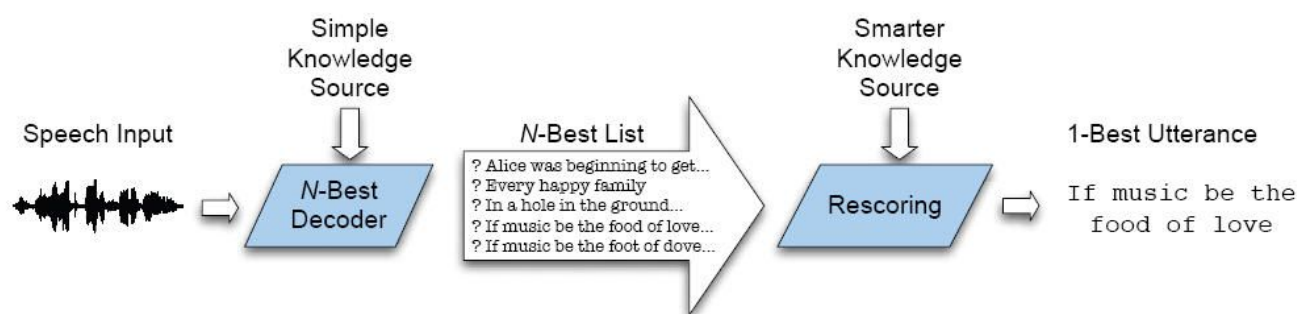 Simple
Knowledge
Source
Smarter
Knowledge
Source
Speech Input
N-Best List
1-Best Utterance
N-Best
Decoder
? Alice was beginning to get...
? Every happy family
? In a hole in the ground...
? If music be the food of love...
? If music be the foot of dove...
Rescoring
If music be the
food of love